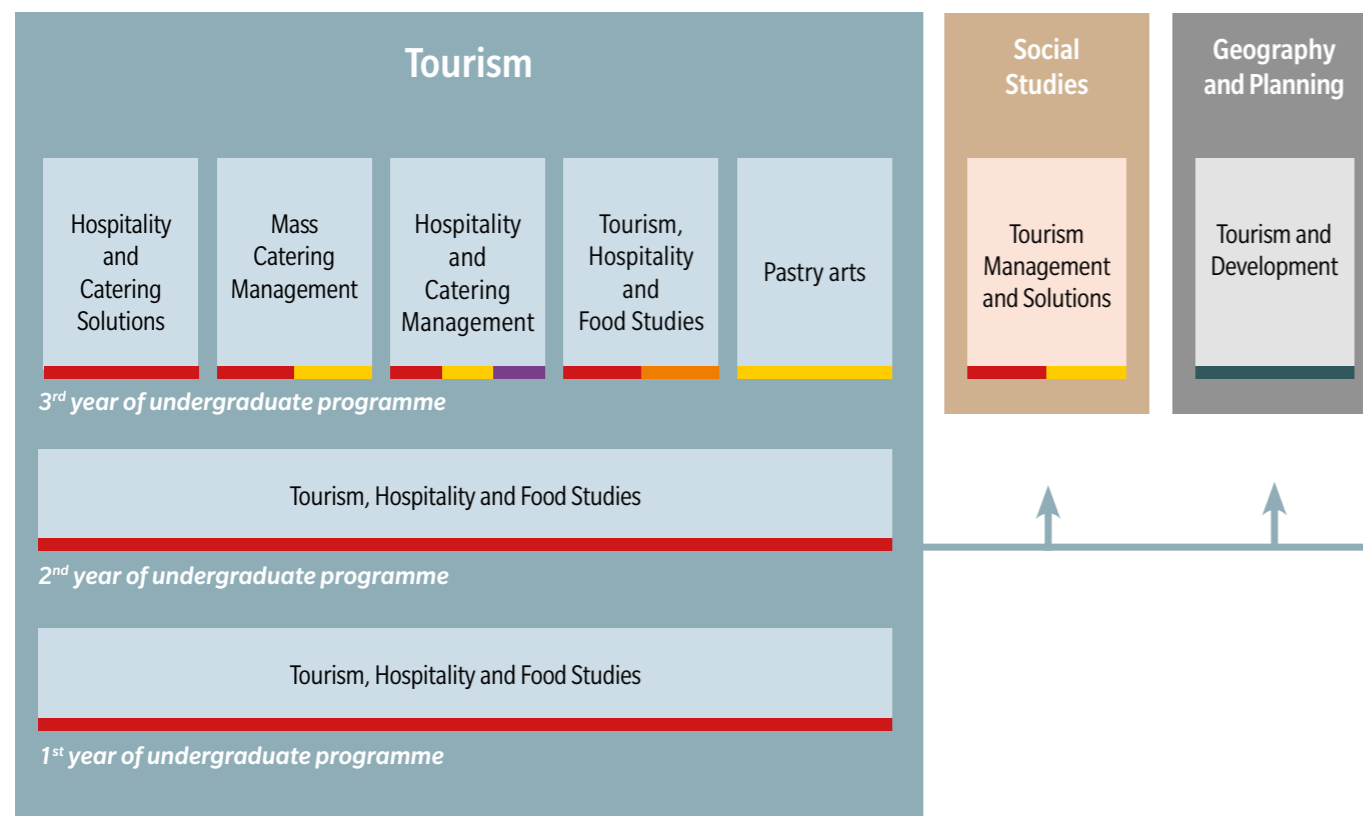 Tourism
Hospitality
and
Catering
Solutions
Mass
Catering
Management
Hospitality
and
Catering
Management
Tourism,
Hospitality
and
Food Studies
Pastry arts
3rd year of undergraduate programme
Tourism, Hospitality and Food Studies
2nd year of undergraduate programme
Tourism, Hospitality and Food Studies
1st year of undergraduate programme
Social
Studies
Tourism
Management
and Solutions
Geography
and Planning
Tourism and
Development